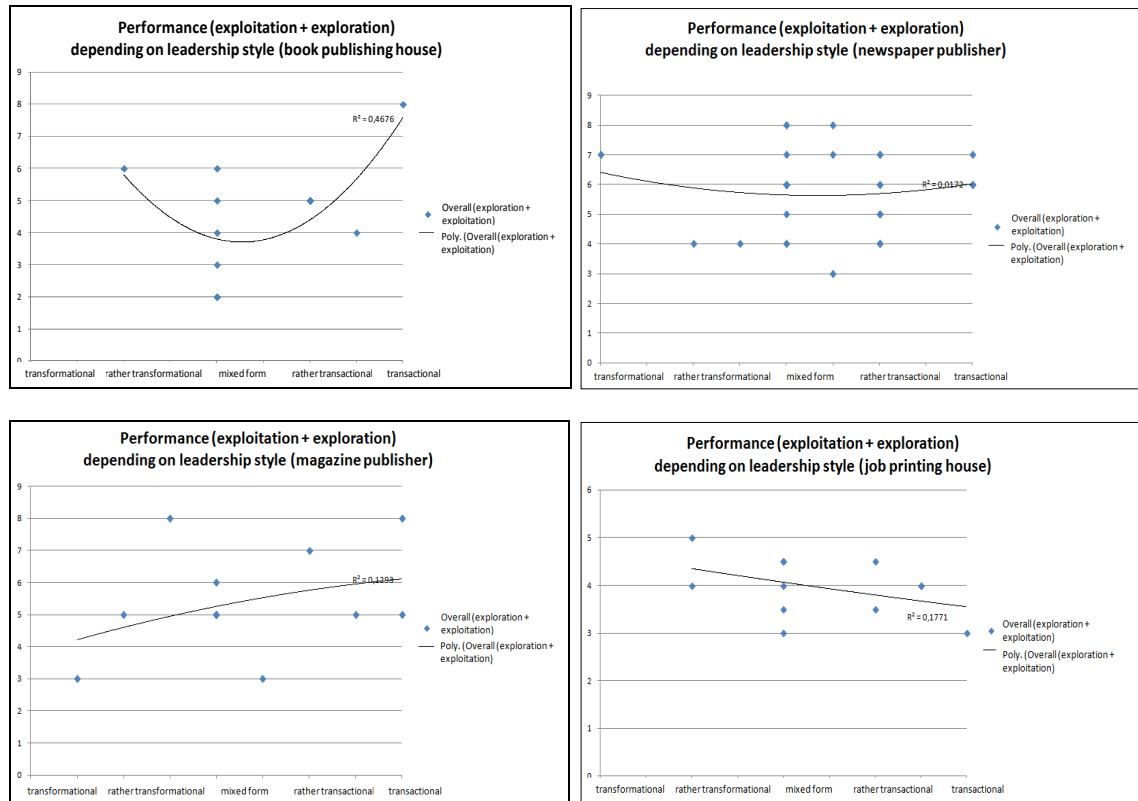 Performance (exploitation + exploration)
depending on leadership style (book publishing house)
9
8
7
6
5
4
3
2
1
0
R² = 0,4676
Overall (exploration +
exploitation)
Poly. (Overall (exploration +
exploitation)
transformational
rather transformational
mixed form
rather transactional
transactional
Performance (exploitation + exploration)
depending on leadership style (newspaper publisher)
9
8
7
6
5
4
3
2
1
0
R² = 0,0172
Overall (exploration +
exploitation)
Poly. (Overall (exploration +
exploitation)
transformational
rather transformational
mixed form
rather transactional
transactional
Performance (exploitation + exploration)
depending on leadership style (magazine publisher)
9
8
7
6
5
4
3
2
1
0
R² = 0,1293
Overall (exploration +
exploitation)
Poly. (Overall (exploration +
exploitation)
transformational
rather transformational
mixed form
rather transactional
transactional
Performance (exploitation + exploration)
depending on leadership style (job printing house)
6
5
4
3
2
1
0
R² = 0,1771
Overall (exploration +
exploitation)
Poly. (Overall (exploration +
exploitation)
transformational
rather transformational
mixed form
rather transactional
transactional